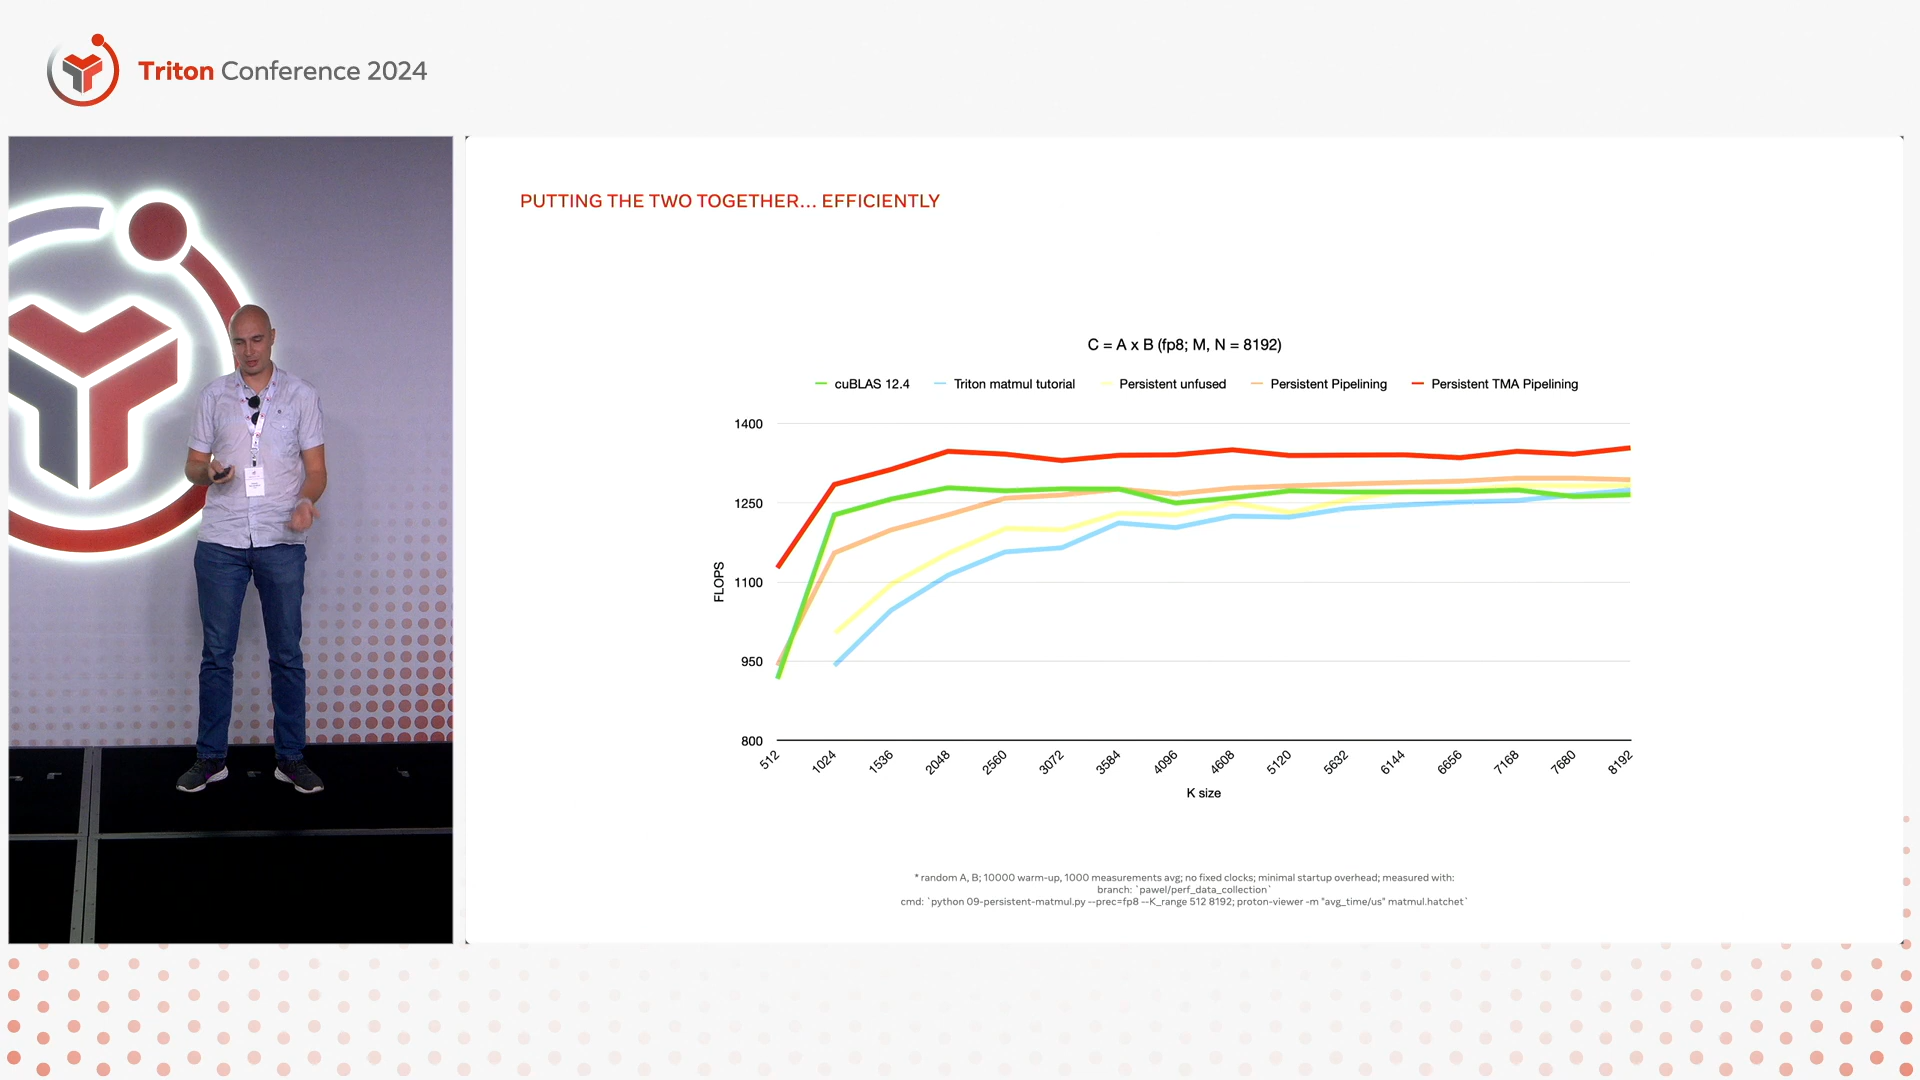 Triton Conference 2024
PUTTING THE TWO TOGETHER... EFFICIENTLY
C = A x B (fp8; M, N = 8192)
cuBLAS 12.4
Triton matmul tutorial
Persistent unfused
Persistent Pipelining
Persistent TMA Pipelining
1400
1250
1100
950
800
FLOPS
512
1024
1536
2048
2560
3072
3584
4096
4608
5120
5632
6144
6656
7168
7680
8192
K size
* random A, B; 10000 warm-up, 1000 measurements avg; no fixed clocks; minimal startup overhead; measured with:
branch: `pawel/perf_data_collection`
cmd: `python 09-persistent-matmul.py --prec=fp8 --K_range 512 8192; proton-viewer -m "avg_time/us" matmul.hatchet`